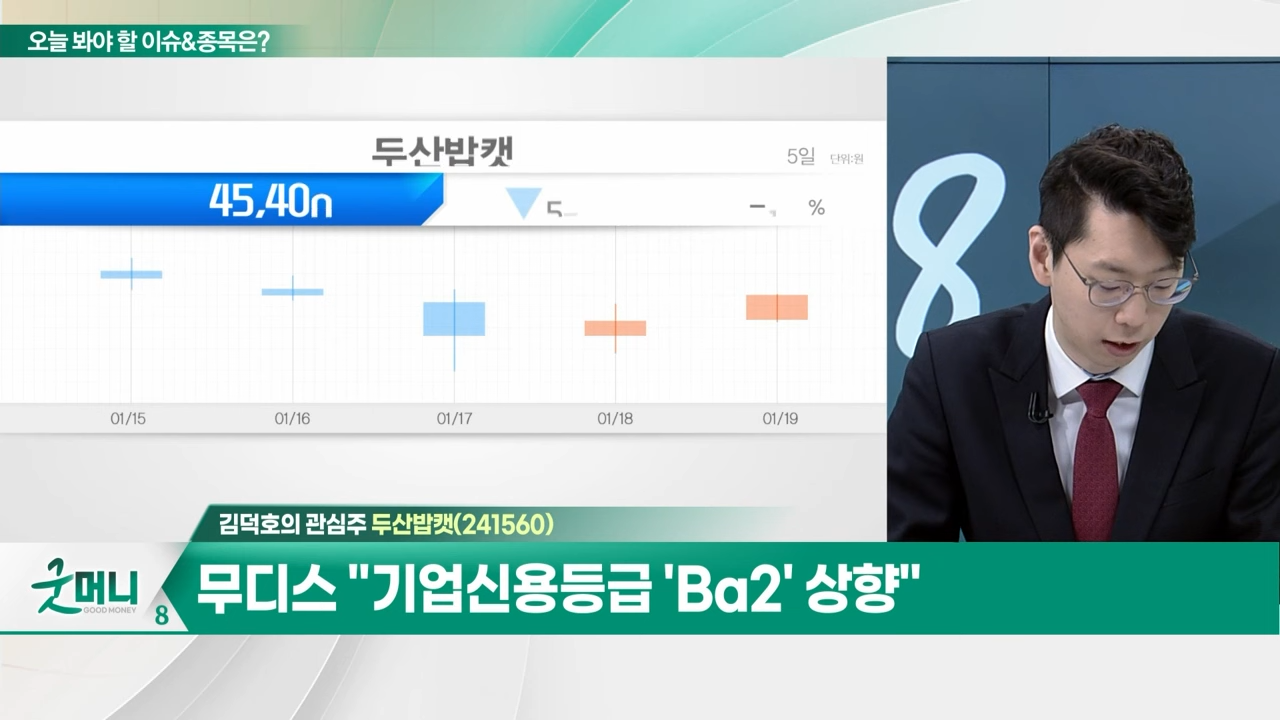 오늘 봐야 할 이슈&종목은?
두산밥캣
5일 단위:원
%
01/15 01/16 01/17 01/18 01/19
8
김덕호의 관심주 두산밥캣(241560)
굿머니
GOOD MONEY
8
무디스 "기업신용등급 'Ba2' 상향"